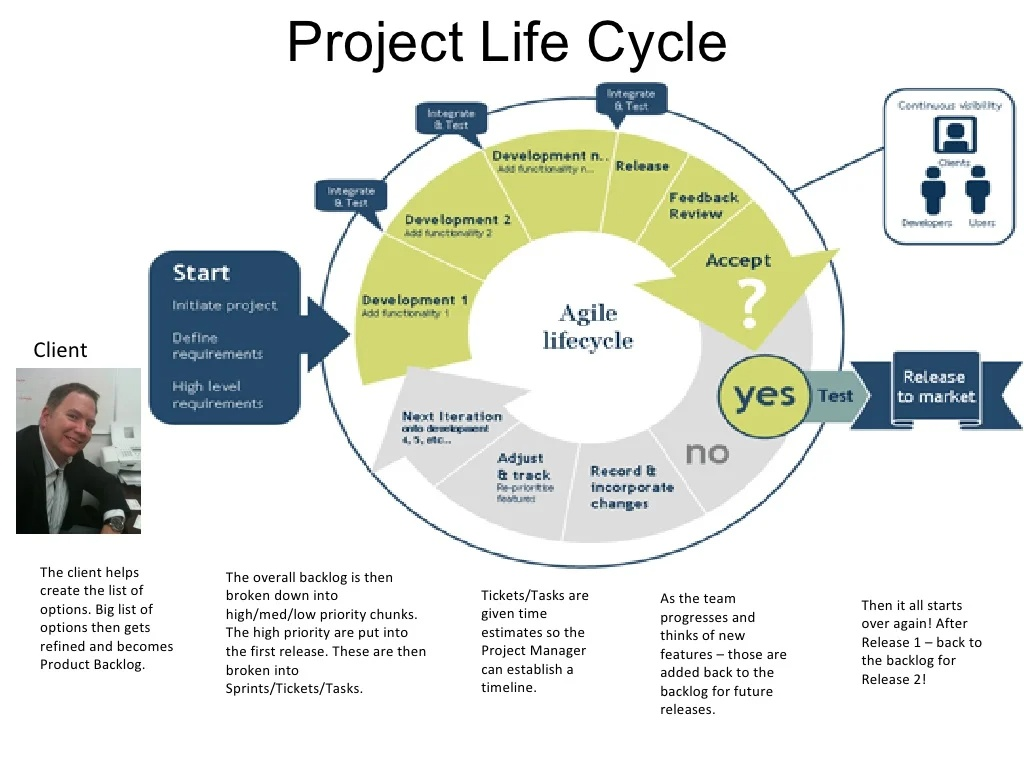 Project Life Cycle
Integrate
& Test
Integrate
& Test
Integrate
& Test
Continuous visibility
Clients
Developers Users
Development n..
Add functionality n...
Release
Feedback
Review
Development 2
Add functionality 2
Accept
?
Development 1
Add functionality 1
Start
Initiate project
Define
requirements
High level
requirements
Agile
lifecycle
Client
yes
Test
Release
to market
no
Next Iteration
onto development
4, 5, etc...
Adjust
& track
Re-prioritise
features
Record &
incorporate
changes
The client helps
create the list of
options. Big list of
options then gets
refined and becomes
Product Backlog.
The overall backlog is then
broken down into
high/med/low priority chunks.
The high priority are put into
the first release. These are then
broken into
Sprints/Tickets/Tasks.
Tickets/Tasks are
given time
estimates so the
Project Manager
can establish a
timeline.
As the team
progresses and
thinks of new
features – those are
added back to the
backlog for future
releases.
Then it all starts
over again! After
Release 1 – back to
the backlog for
Release 2!